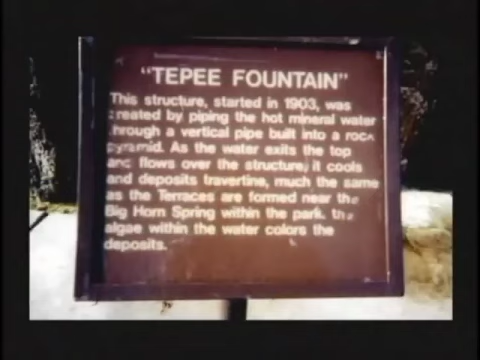 "TEPEE FOUNTAIN"
This structure, started in 1903, was
created by piping the hot mineral water
through a vertical pipe built into a rock
pyramid. As the water exits the top
and flows over the structure, it cools
and deposits travertine, much the same
as the Terraces are formed near the
Big Horn Spring within the park. the
algae within the water colors the
deposits.